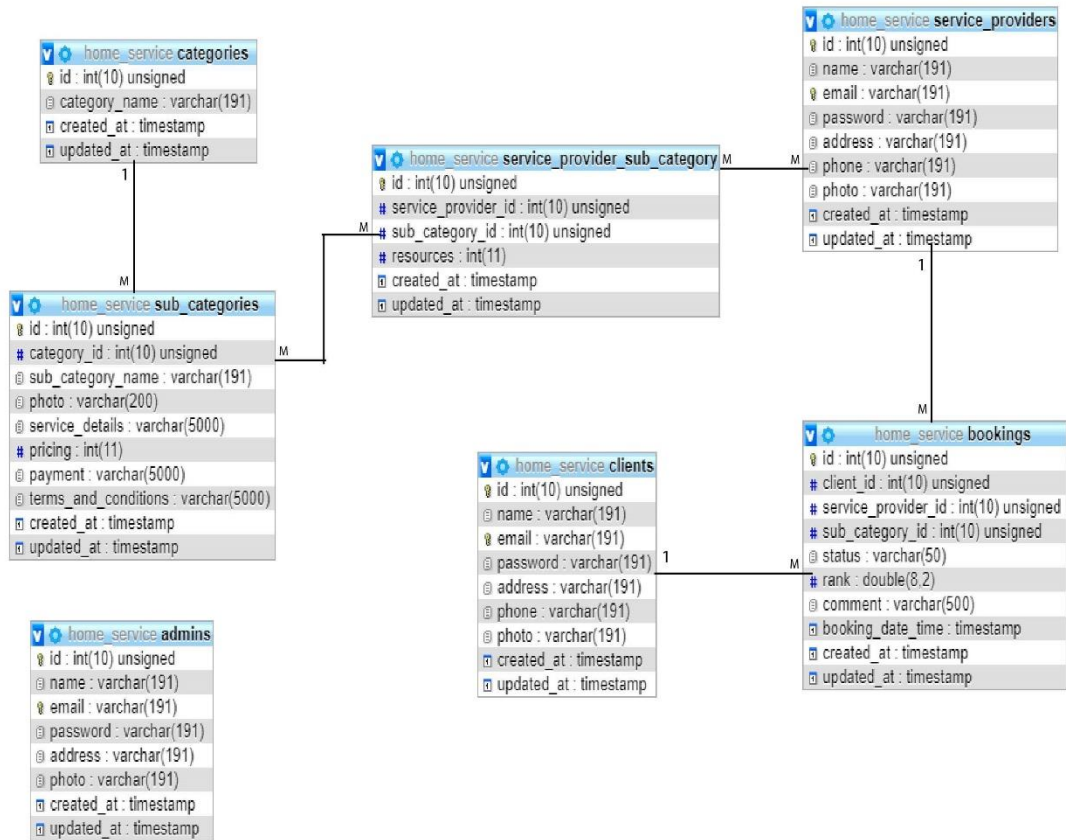 home_service categories
id : int(10) unsigned
category_name : varchar(191)
created_at : timestamp
updated_at : timestamp
1
M
home_service sub_categories
id : int(10) unsigned
category_id : int(10) unsigned
sub_category_name : varchar(191)
photo : varchar(200)
service_details : varchar(5000)
pricing : int(11)
payment : varchar(5000)
terms_and_conditions : varchar(5000)
created_at : timestamp
updated_at : timestamp
M
M
home_service service_provider_sub_category
id : int(10) unsigned
service_provider_id : int(10) unsigned
sub_category_id : int(10) unsigned
resources : int(11)
created_at : timestamp
updated_at : timestamp
M
M
home_service service_providers
id : int(10) unsigned
name : varchar(191)
email : varchar(191)
password : varchar(191)
address : varchar(191)
phone : varchar(191)
photo : varchar(191)
created_at : timestamp
updated_at : timestamp
1
M
home_service bookings
id : int(10) unsigned
client_id : int(10) unsigned
service_provider_id : int(10) unsigned
sub_category_id : int(10) unsigned
status : varchar(50)
rank : double(8,2)
comment : varchar(500)
booking_date_time : timestamp
created_at : timestamp
updated_at : timestamp
home_service clients
id : int(10) unsigned
name : varchar(191)
email : varchar(191)
password : varchar(191)
address : varchar(191)
phone : varchar(191)
photo : varchar(191)
created_at : timestamp
updated_at : timestamp
1
M
home_service admins
id : int(10) unsigned
name : varchar(191)
email : varchar(191)
password : varchar(191)
address : varchar(191)
photo : varchar(191)
created_at : timestamp
updated_at : timestamp